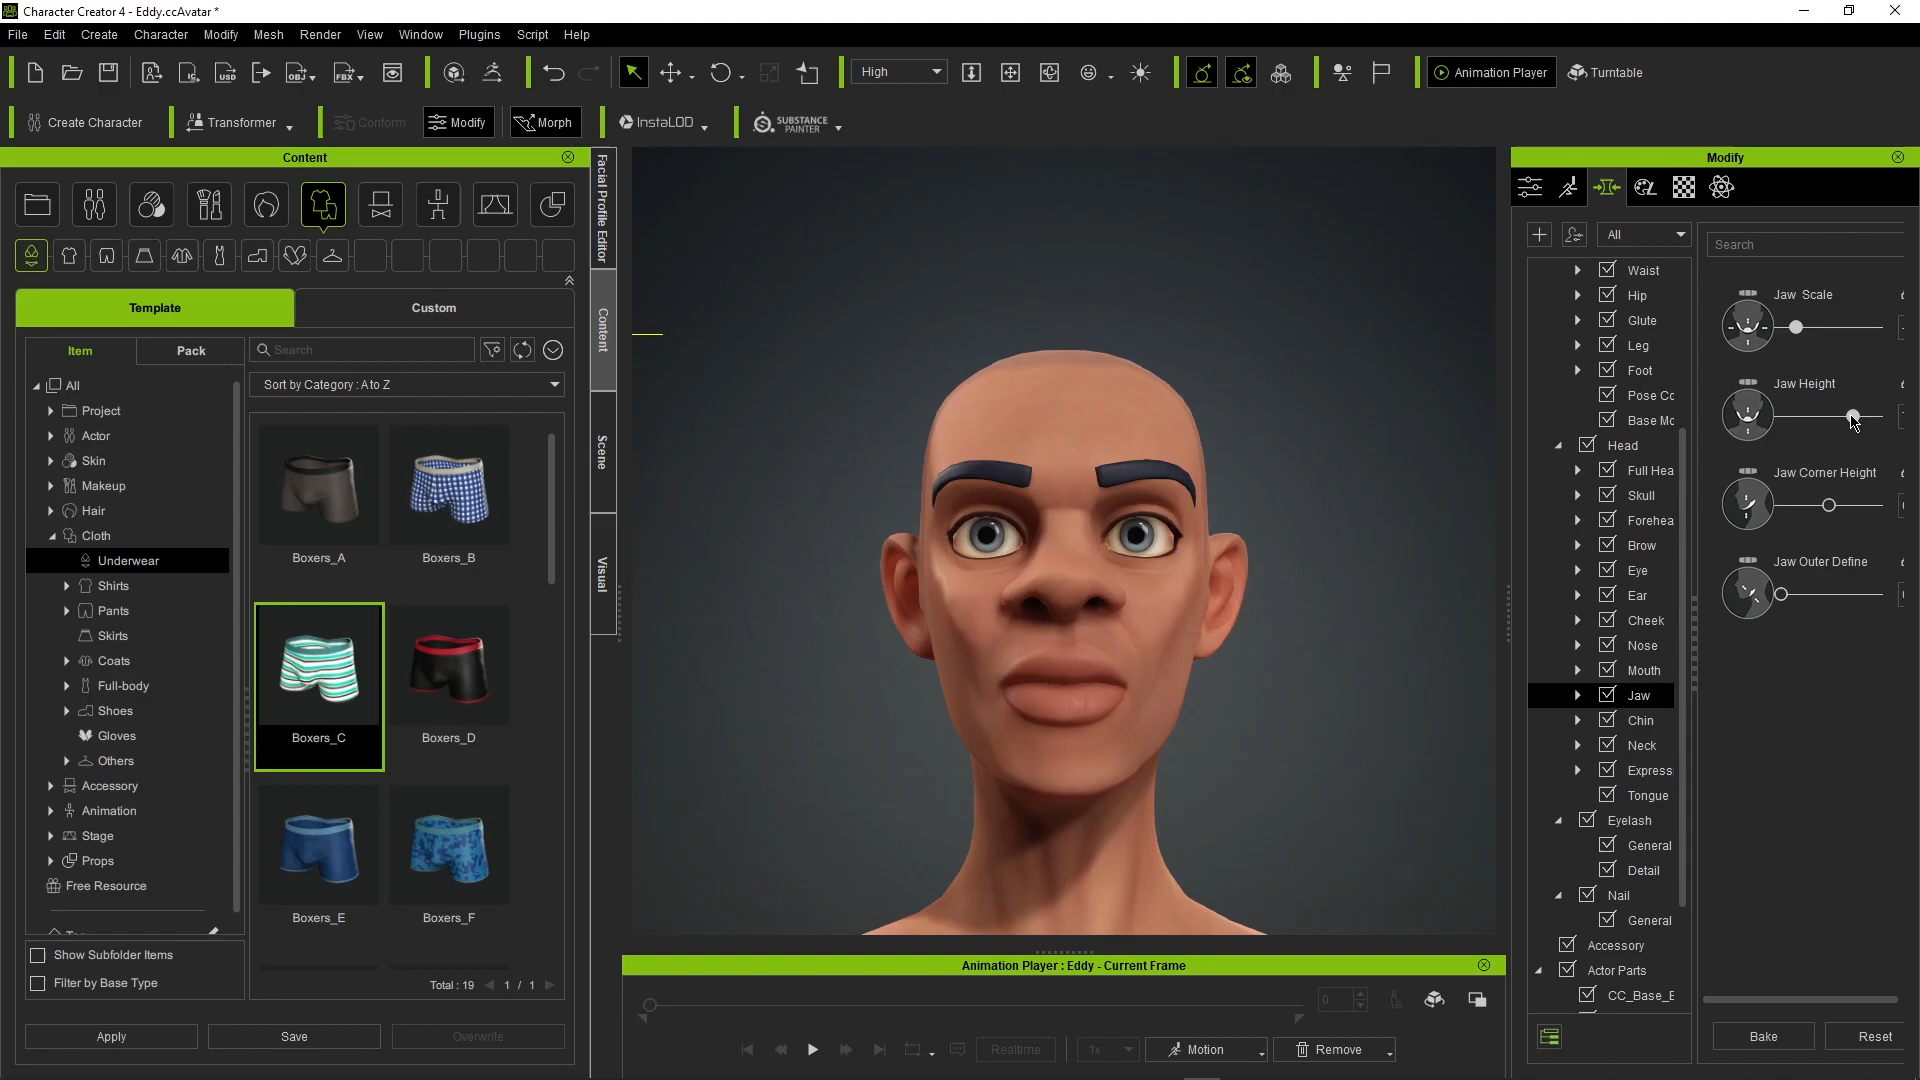 Character Creator 4 - Eddy.ccAvatar *
File Edit Create Character Modify Mesh Render View Window Plugins Script Help
High
Animation Player
Turntable
Create Character
Transformer
Conform
Modify
Morph
InstaLOD
SUBSTANCE PAINTER
Content
Template
Custom
Item
Pack
Search
Sort by Category : A to Z
All
Project
Actor
Skin
Makeup
Hair
Cloth
Underwear
Shirts
Pants
Skirts
Coats
Full-body
Shoes
Gloves
Others
Accessory
Animation
Stage
Props
Free Resource
Boxers_A
Boxers_B
Boxers_C
Boxers_D
Boxers_E
Boxers_F
Show Subfolder Items
Filter by Base Type
Total : 19 1 / 1
Apply
Save
Overwrite
Facial Profile Editor
Content
Scene
Visual
Animation Player : Eddy - Current Frame
0
Realtime
1x
Motion
Remove
Modify
All
Search
Waist
Hip
Glute
Leg
Foot
Pose Cc
Base Mc
Head
Full Hea
Skull
Forehea
Brow
Eye
Ear
Cheek
Nose
Mouth
Jaw
Chin
Neck
Express
Tongue
Eyelash
General
Detail
Nail
General
Accessory
Actor Parts
CC_Base_E
Jaw Scale
Jaw Height
Jaw Corner Height
Jaw Outer Define
Bake
Reset